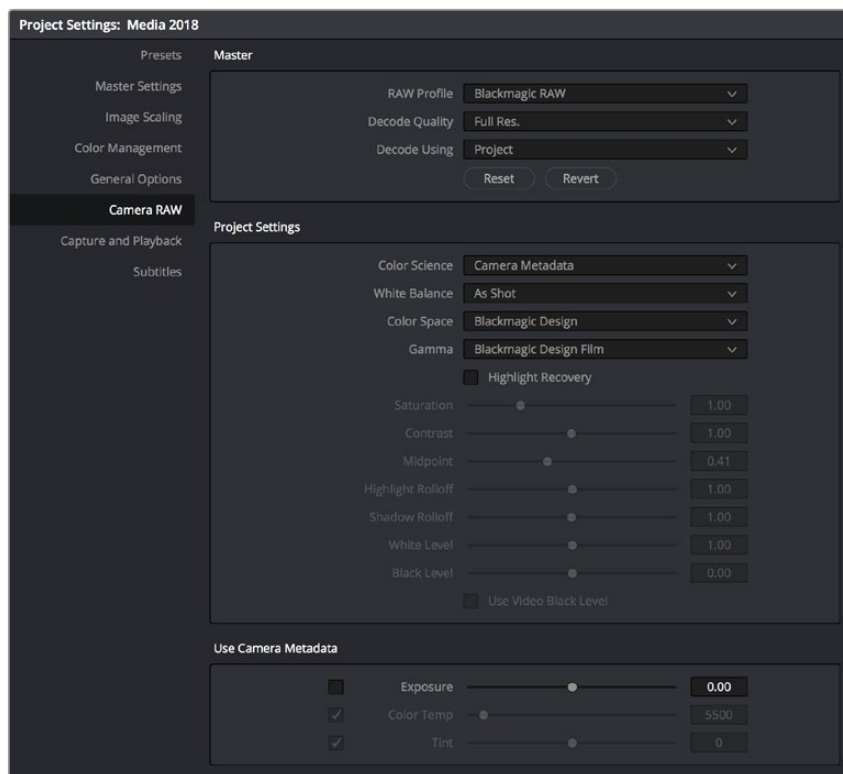 Project Settings: Media 2018
Presets
Master Settings
Image Scaling
Color Management
General Options
Camera RAW
Capture and Playback
Subtitles
Master
RAW Profile Blackmagic RAW
Decode Quality Full Res.
Decode Using Project
Reset Revert
Project Settings
Color Science Camera Metadata
White Balance As Shot
Color Space Blackmagic Design
Gamma Blackmagic Design Film
Highlight Recovery
Saturation 1.00
Contrast 1.00
Midpoint 0.41
Highlight Rolloff 1.00
Shadow Rolloff 1.00
White Level 1.00
Black Level 0.00
Use Video Black Level
Use Camera Metadata
Exposure 0.00
Color Temp 5500
Tint 0